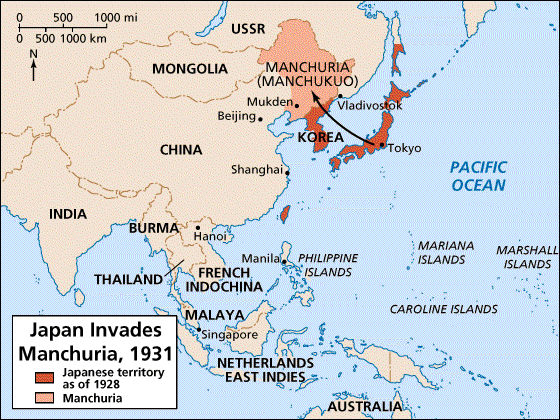 0 500 1000 mi
0 500 1000 km
N
USSR
MONGOLIA
MANCHURIA
(MANCHUKUO)
Mukden
Vladivostok
Beijing
KOREA
Tokyo
CHINA
Shanghai
PACIFIC
OCEAN
INDIA
BURMA
Hanoi
Manila
PHILIPPINE
ISLANDS
MARIANA
ISLANDS
MARSHALL
ISLANDS
THAILAND
FRENCH
INDOCHINA
CAROLINE ISLANDS
MALAYA
Singapore
NETHERLANDS
EAST INDIES
AUSTRALIA
Japan Invades
Manchuria, 1931
Japanese territory
as of 1928
Manchuria